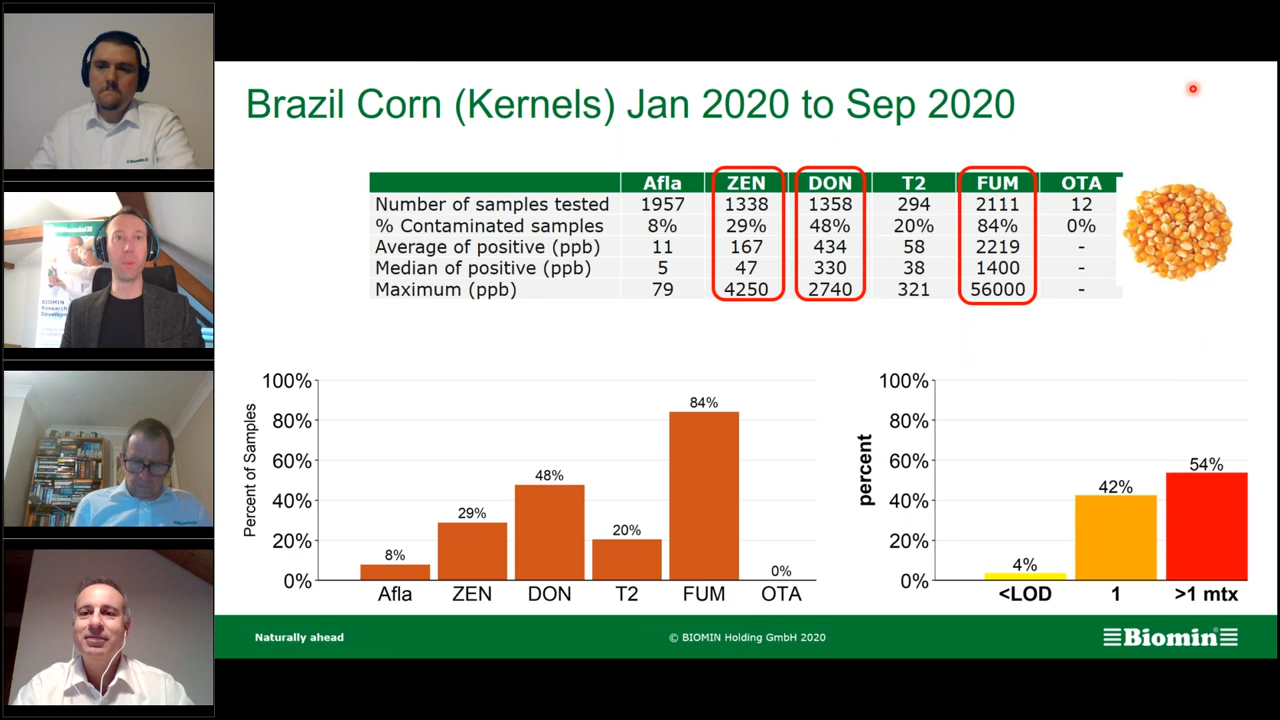 BIOMIN
Research
Brazil Corn (Kernels) Jan 2020 to Sep 2020
Afla ZEN DON T2 FUM OTA
Number of samples tested 1957 1338 1358 294 2111 12
% Contaminated samples 8% 29% 48% 20% 84% 0%
Average of positive (ppb) 11 167 434 58 2219 -
Median of positive (ppb) 5 47 330 38 1400 -
Maximum (ppb) 79 4250 2740 321 56000 -
Percent of Samples
100%
80%
60%
40%
20%
0%
8%
29%
48%
20%
84%
0%
Afla ZEN DON T2 FUM OTA
percent
100%
80%
60%
40%
20%
0%
4%
42%
54%
<LOD 1 >1 mtx
Naturally ahead
© BIOMIN Holding GmbH 2020
Biomin®